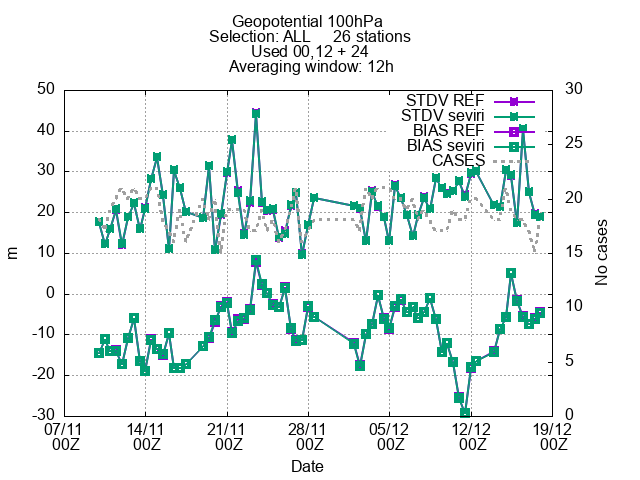 Geopotential 100hPa
Selection: ALL 26 stations
Used 00,12 + 24
Averaging window: 12h
STDV REF
STDV seviri
BIAS REF
BIAS seviri
CASES
50
40
30
20
10
0
-10
-20
-30
m
30
25
20
15
10
5
0
No cases
07/11 14/11 21/11 28/11 05/12 12/12 19/12
00Z 00Z 00Z 00Z 00Z 00Z 00Z
Date